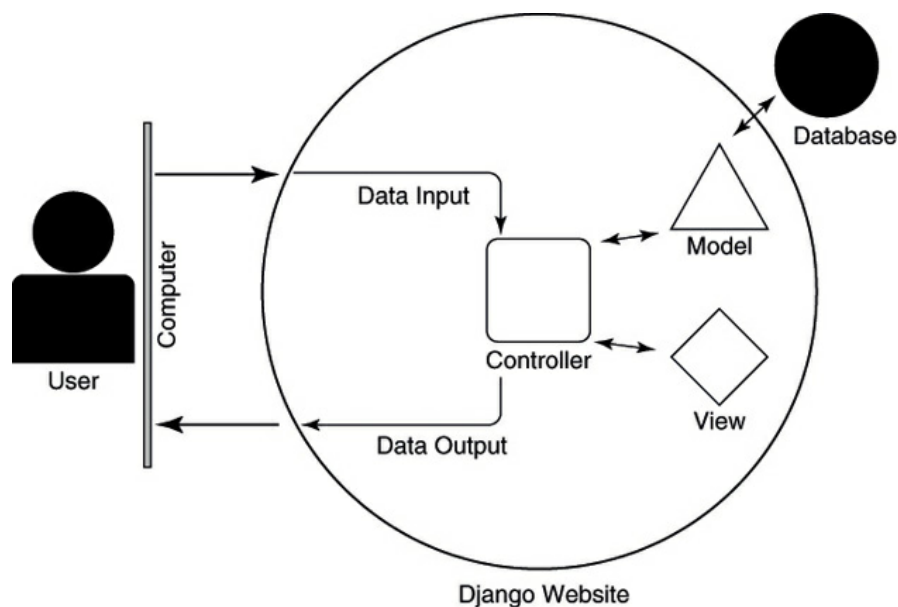 Database
Data Input
Model
Computer
Controller
User
View
Data Output
Django Website